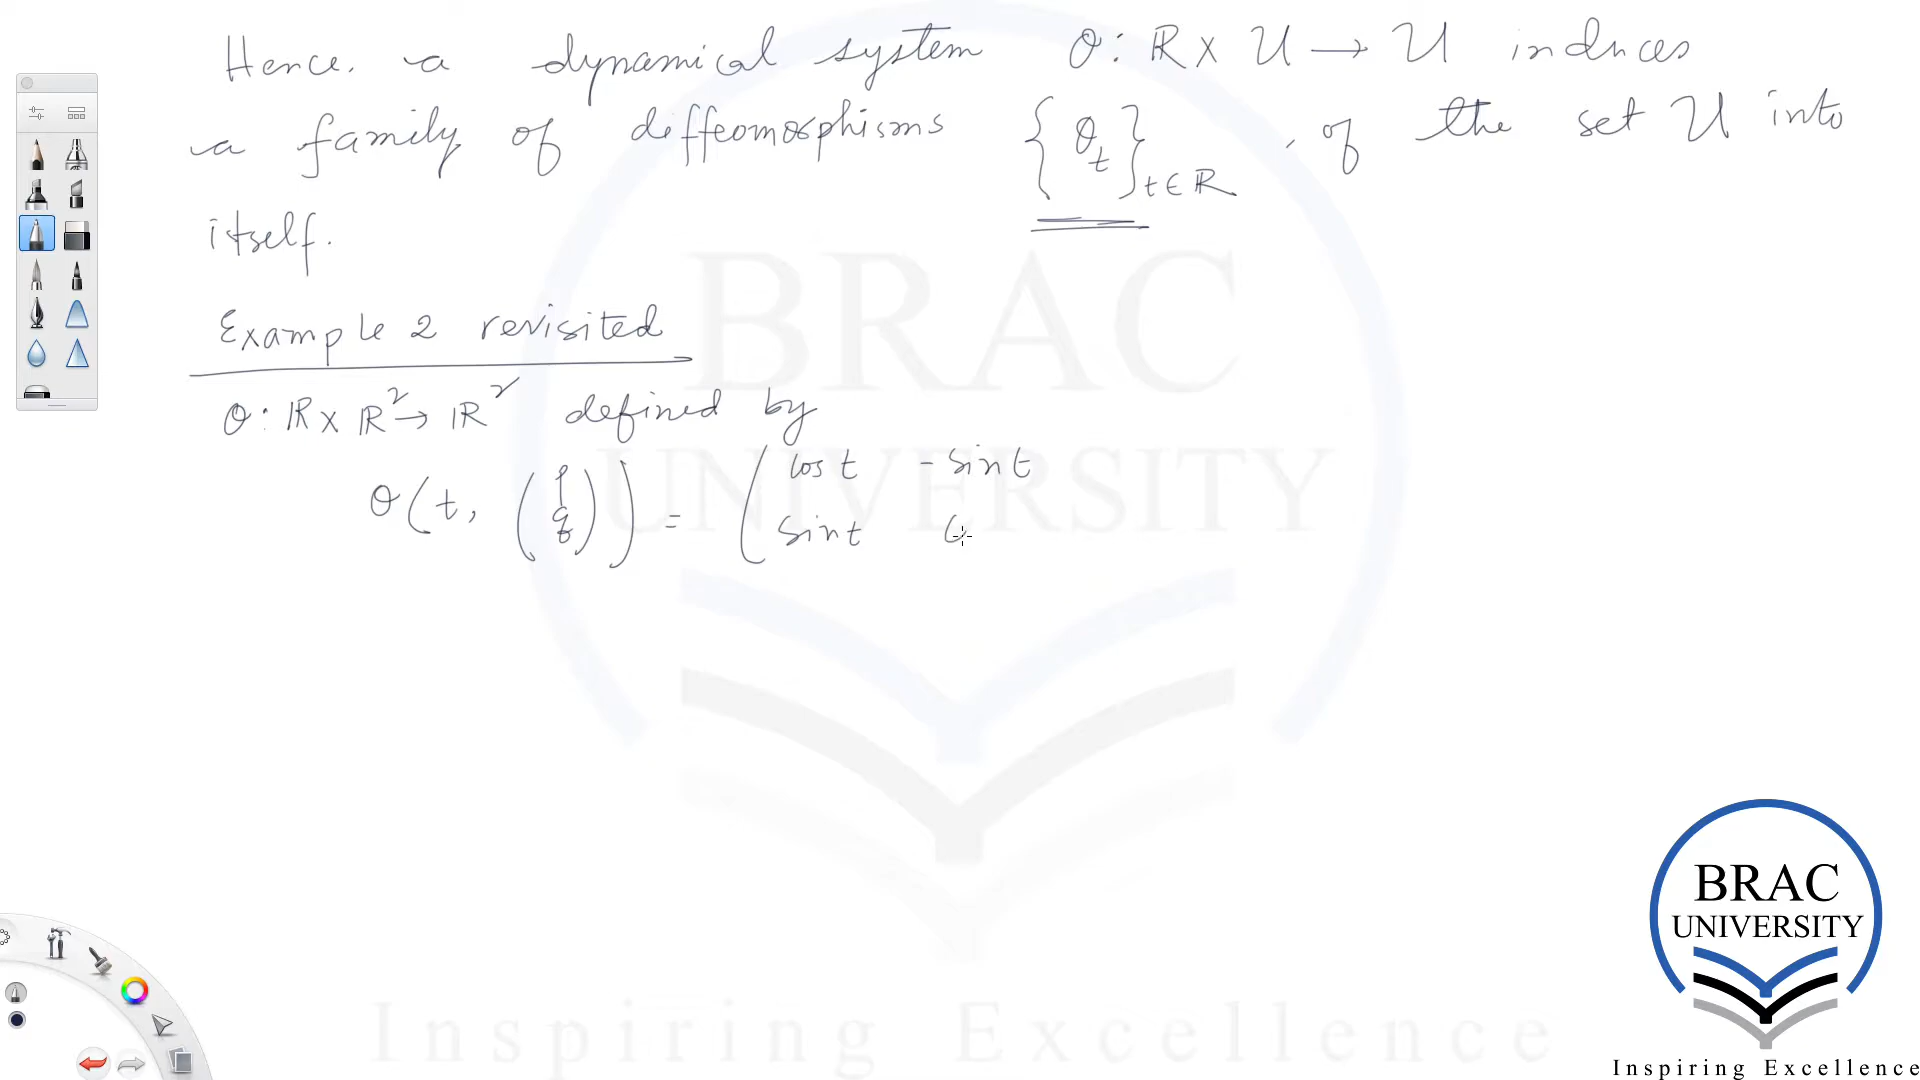 Hence. a dynamical system θ: ℝ × U → U induces
a family of diffeomorphisms {θ_t}_{t∈ℝ}, of the set U into
itself.
Example 2 revisited
θ: ℝ × ℝ² → ℝ² defined by
θ(t, (p q)) = ( cos t  - sin t
sin t  c
BRAC
UNIVERSITY
Inspiring Excellence
BRAC
UNIVERSITY
Inspiring Excellence